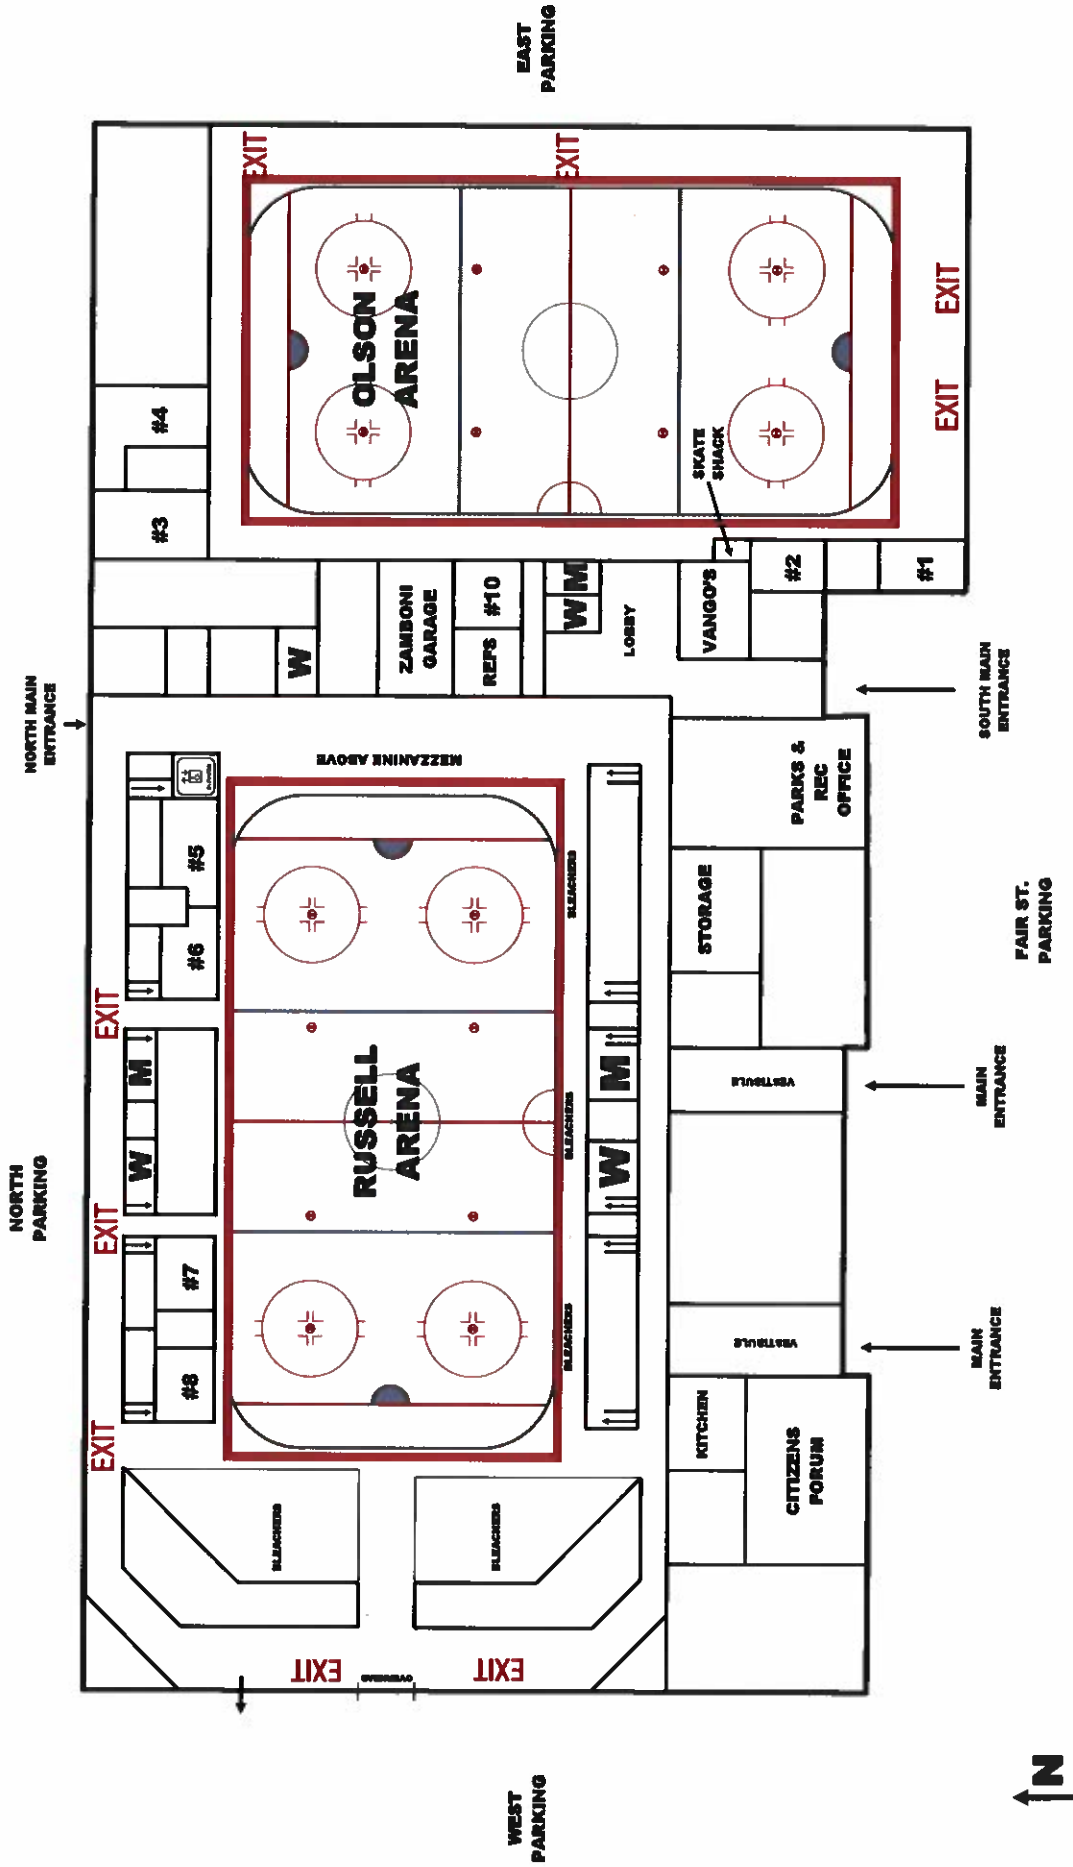 NORTH
PARKING
NORTH MAIN
ENTRANCE
EXIT
EXIT
EXIT
W
M
#8
#7
#6
#5
#3
#4
W
MEZZANINE ABOVE
ZAMBONI
GARAGE
REFS
#10
W
M
LOBBY
VANGO'S
SKATE
SHACK
#2
#1
OLSON
ARENA
EXIT
EXIT
EXIT
EXIT
EAST
PARKING
RUSSELL
ARENA
BLEACHERS
BLEACHERS
BLEACHERS
BLEACHERS
BLEACHERS
W
M
EXIT
OVERHEAD
EXIT
WEST
PARKING
KITCHEN
CITIZENS
FORUM
VESTIBULE
VESTIBULE
STORAGE
PARKS &
REC
OFFICE
MAIN
ENTRANCE
MAIN
ENTRANCE
SOUTH MAIN
ENTRANCE
FAIR ST.
PARKING
N